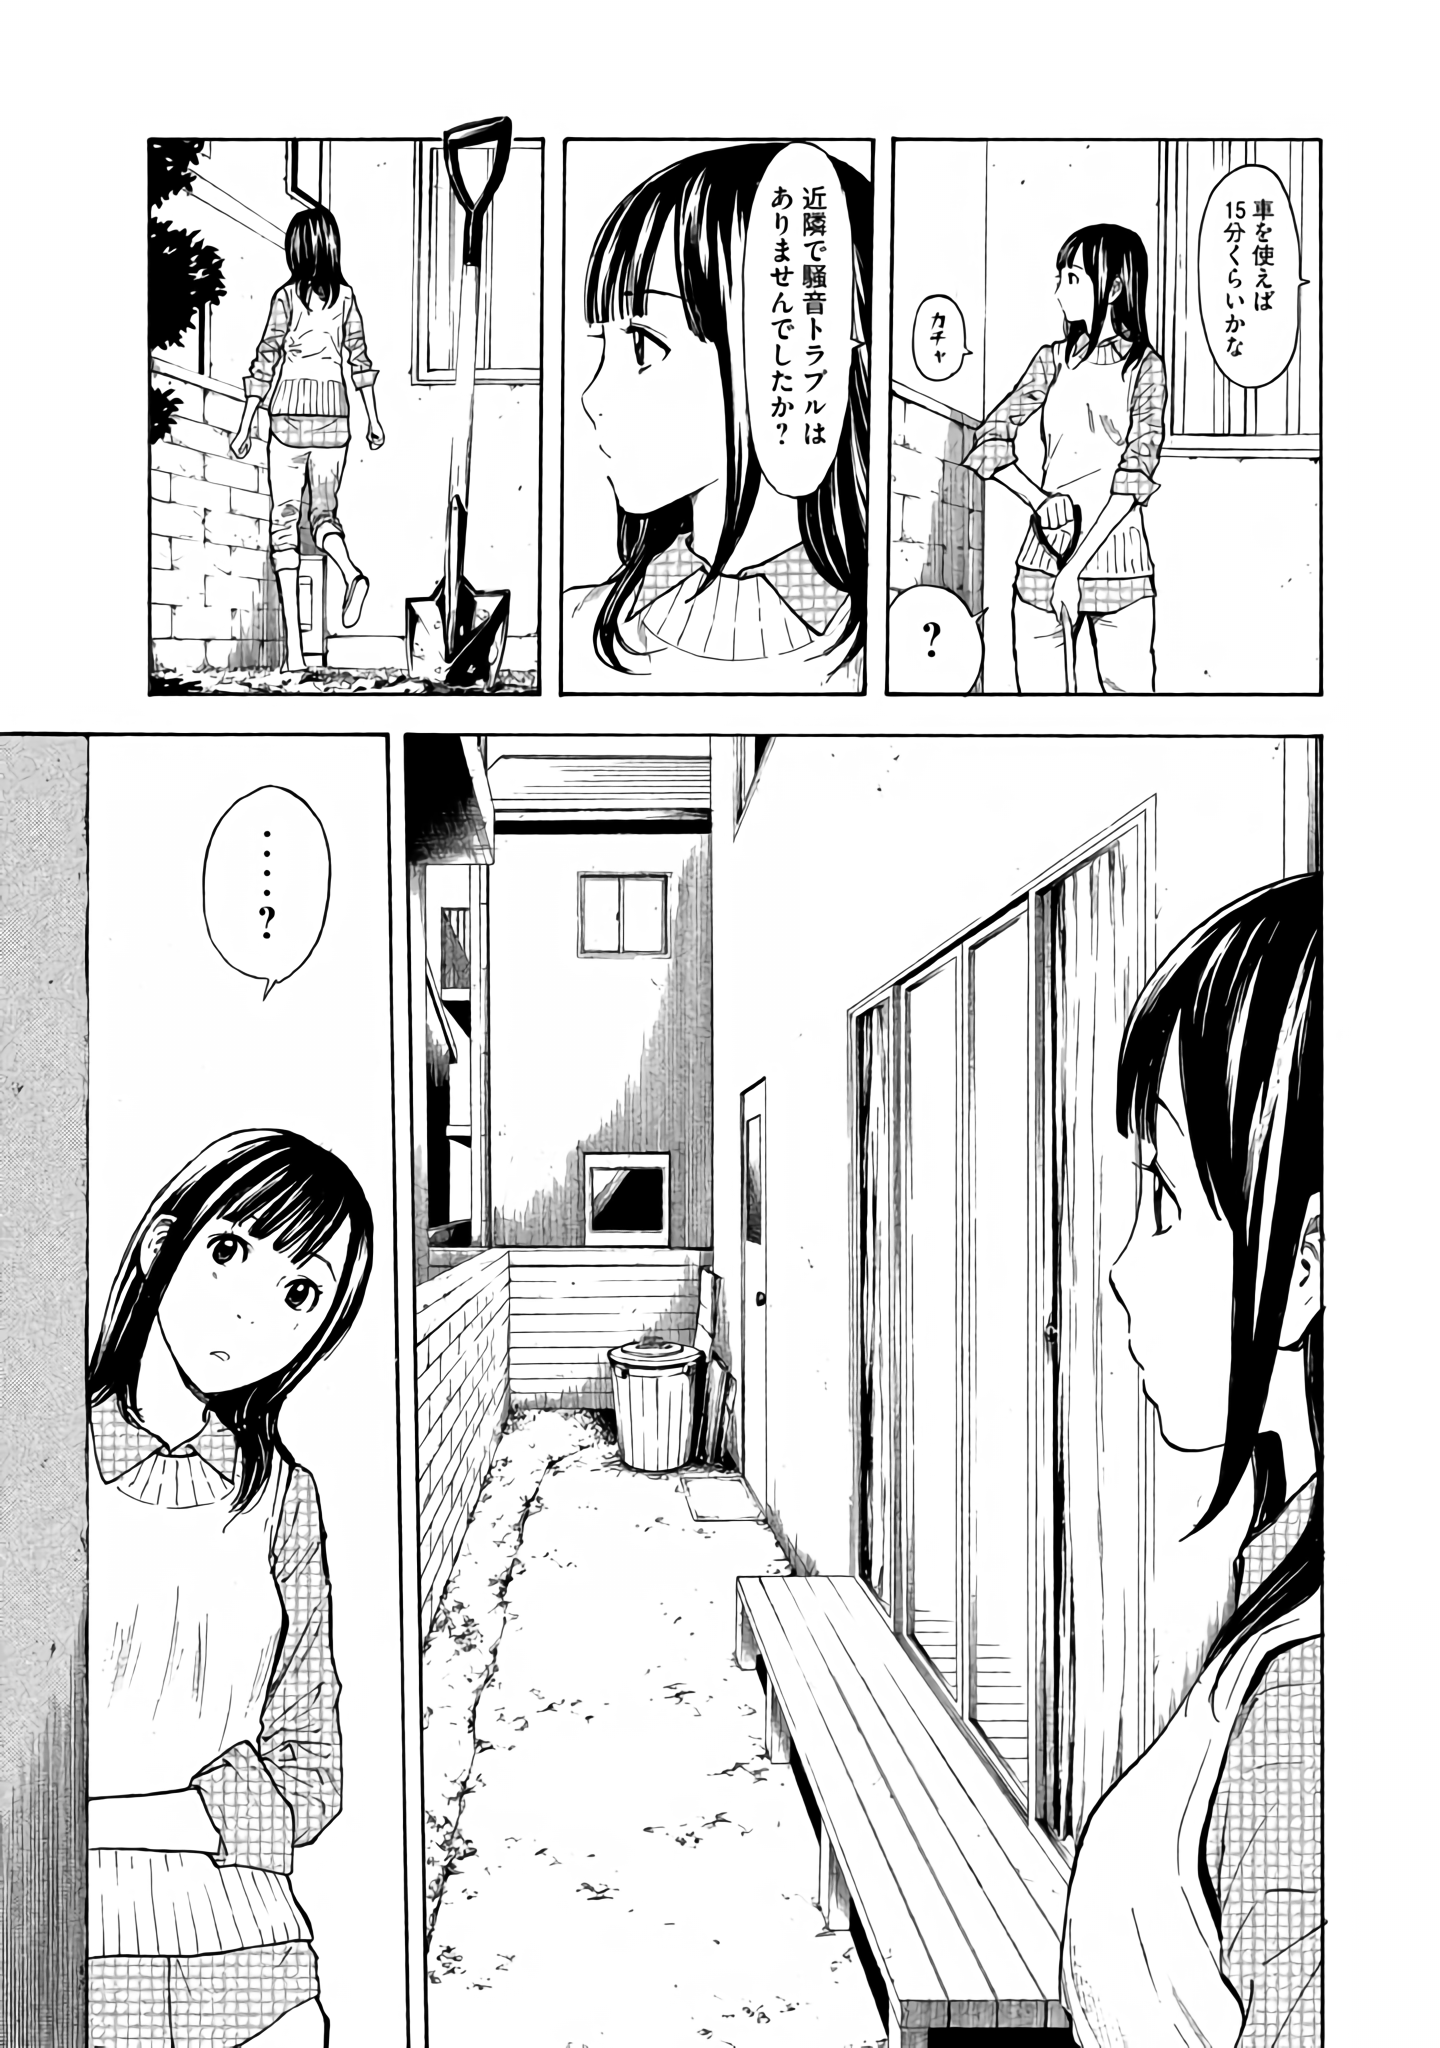 車を使えば
15分くらいかな
カチャ
?
近隣で騒音トラブルは
ありませんでしたか?
……?